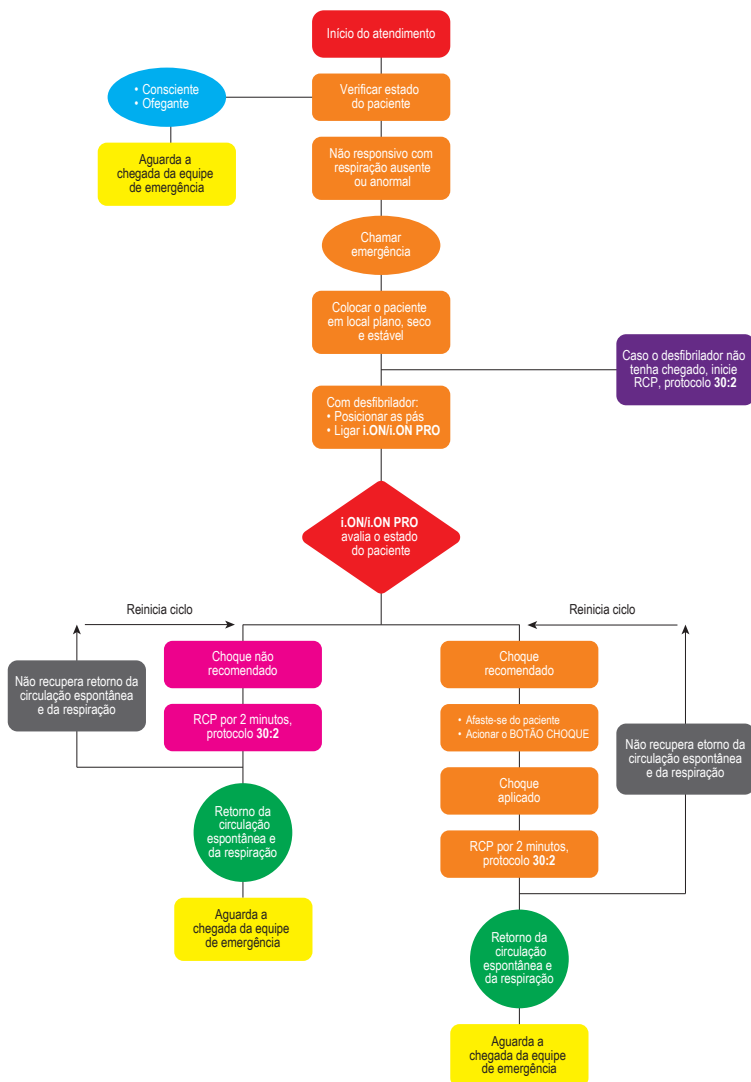 Início do atendimento
• Consciente
• Ofegante
Verificar estado
do paciente
Aguarda a
chegada da equipe
de emergência
Não responsivo com
respiração ausente
ou anormal
Chamar
emergência
Colocar o paciente
em local plano, seco
e estável
Caso o desfibrilador não
tenha chegado, inicie
RCP, protocolo 30:2
Com desfibrilador:
• Posicionar as pás
• Ligar i.ON/i.ON PRO
i.ON/i.ON PRO
avalia o estado
do paciente
Reinicia ciclo
Reinicia ciclo
Não recupera retorno da
circulação espontânea
e da respiração
Choque não
recomendado
RCP por 2 minutos,
protocolo 30:2
Retorno da
circulação
espontânea e
da respiração
Aguarda a
chegada da equipe
de emergência
Choque
recomendado
• Afaste-se do paciente
• Acionar o BOTÃO CHOQUE
Choque
aplicado
RCP por 2 minutos,
protocolo 30:2
Não recupera etorno da
circulação espontânea
e da respiração
Retorno da
circulação
espontânea e
da respiração
Aguarda a
chegada da equipe
de emergência